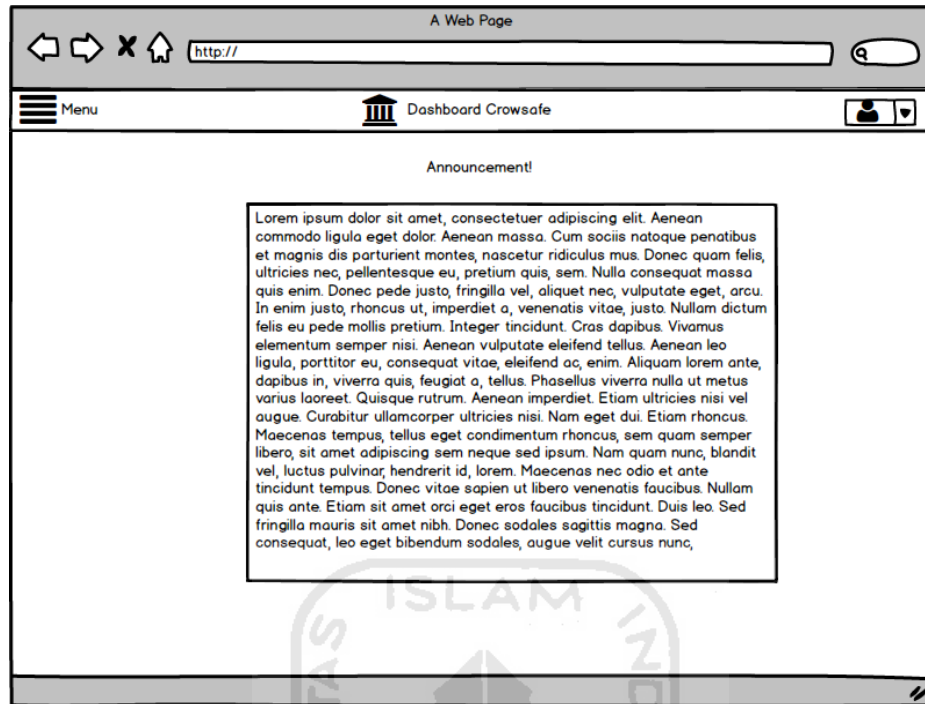 A Web Page
http://
Menu
Dashboard Crowsafe
Announcement!
Lorem ipsum dolor sit amet, consectetuer adipiscing elit. Aenean
commodo ligula eget dolor. Aenean massa. Cum sociis natoque penatibus
et magnis dis parturient montes, nascetur ridiculus mus. Donec quam felis,
ultricies nec, pellentesque eu, pretium quis, sem. Nulla consequat massa
quis enim. Donec pede justo, fringilla vel, aliquet nec, vulputate eget, arcu.
In enim justo, rhoncus ut, imperdiet a, venenatis vitae, justo. Nullam dictum
felis eu pede mollis pretium. Integer tincidunt. Cras dapibus. Vivamus
elementum semper nisi. Aenean vulputate eleifend tellus. Aenean leo
ligula, porttitor eu, consequat vitae, eleifend ac, enim. Aliquam lorem ante,
dapibus in, viverra quis, feugiat a, tellus. Phasellus viverra nulla ut metus
varius laoreet. Quisque rutrum. Aenean imperdiet. Etiam ultricies nisi vel
augue. Curabitur ullamcorper ultricies nisi. Nam eget dui. Etiam rhoncus.
Maecenas tempus, tellus eget condimentum rhoncus, sem quam semper
libero, sit amet adipiscing sem neque sed ipsum. Nam quam nunc, blandit
vel, luctus pulvinar, hendrerit id, lorem. Maecenas nec odio et ante
tincidunt tempus. Donec vitae sapien ut libero venenatis faucibus. Nullam
quis ante. Etiam sit amet orci eget eros faucibus tincidunt. Duis leo. Sed
fringilla mauris sit amet nibh. Donec sodales sagittis magna. Sed
consequat, leo eget bibendum sodales, augue velit cursus nunc,
ISLAM